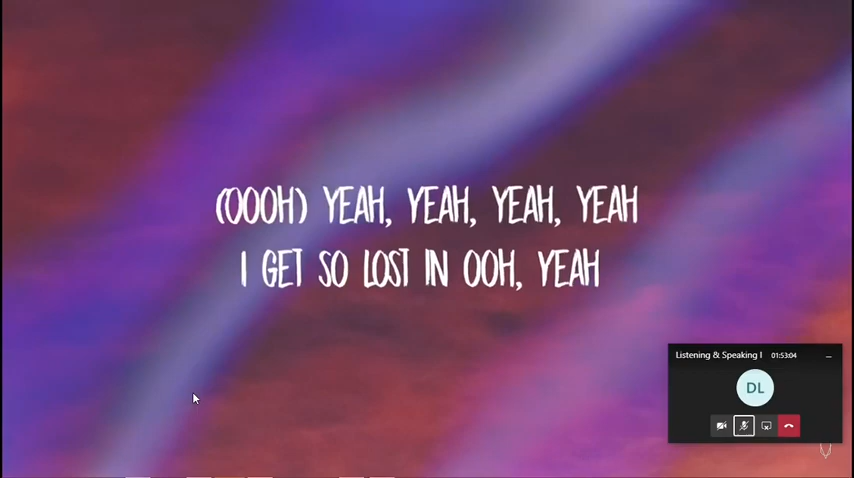 (OOOH) YEAH, YEAH, YEAH, YEAH
I GET SO LOST IN OOH, YEAH
Listening & Speaking I 01:53:04
DL